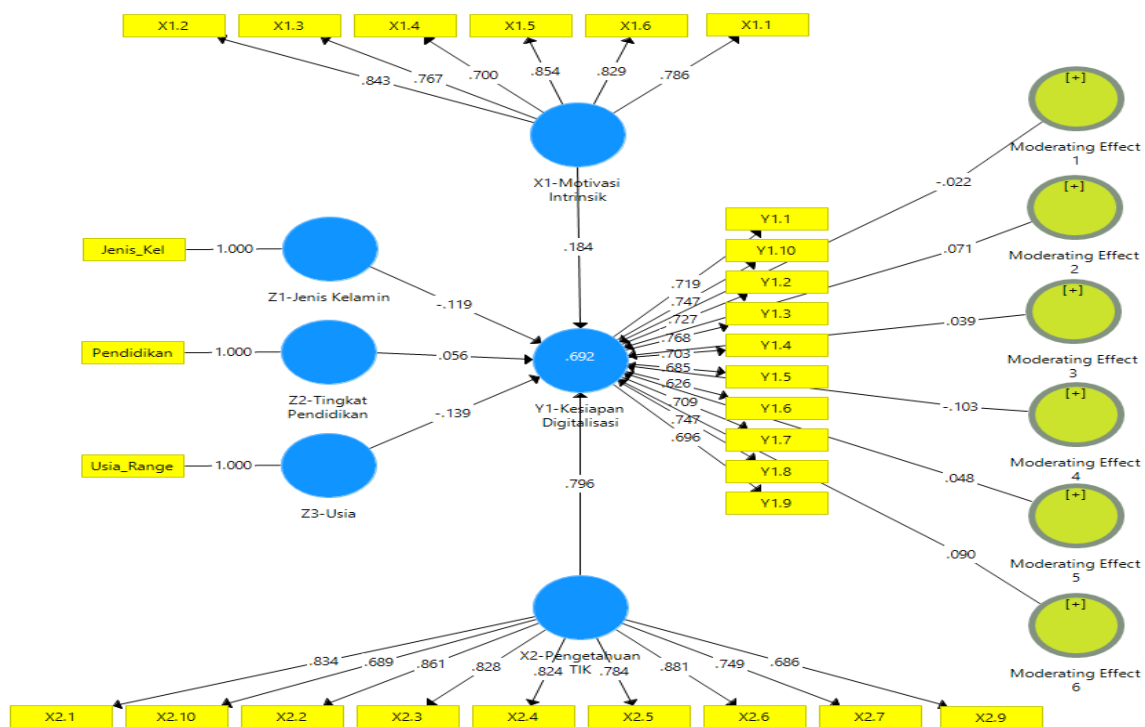 X1.2
X1.3
X1.4
X1.5
X1.6
X1.1
.843
.767
.700
.854
.829
.786
X1-Motivasi
Intrinsik
.184
Jenis_Kel
1.000
Z1-Jenis Kelamin
-.119
Pendidikan
1.000
Z2-Tingkat
Pendidikan
.056
Usia_Range
1.000
Z3-Usia
-.139
.692
Y1-Kesiapan
Digitalisasi
.796
Y1.1
Y1.10
Y1.2
Y1.3
Y1.4
Y1.5
Y1.6
Y1.7
Y1.8
Y1.9
.719
.747
.727
.768
.703
.685
.626
.709
.747
.696
[+]
Moderating Effect
1
-.022
[+]
Moderating Effect
2
.071
[+]
Moderating Effect
3
.039
[+]
Moderating Effect
4
-.103
[+]
Moderating Effect
5
.048
[+]
Moderating Effect
6
.090
X2-Pengetahuan
TIK
.834
.689
.861
.828
.824
.784
.881
.749
.686
X2.1
X2.10
X2.2
X2.3
X2.4
X2.5
X2.6
X2.7
X2.9